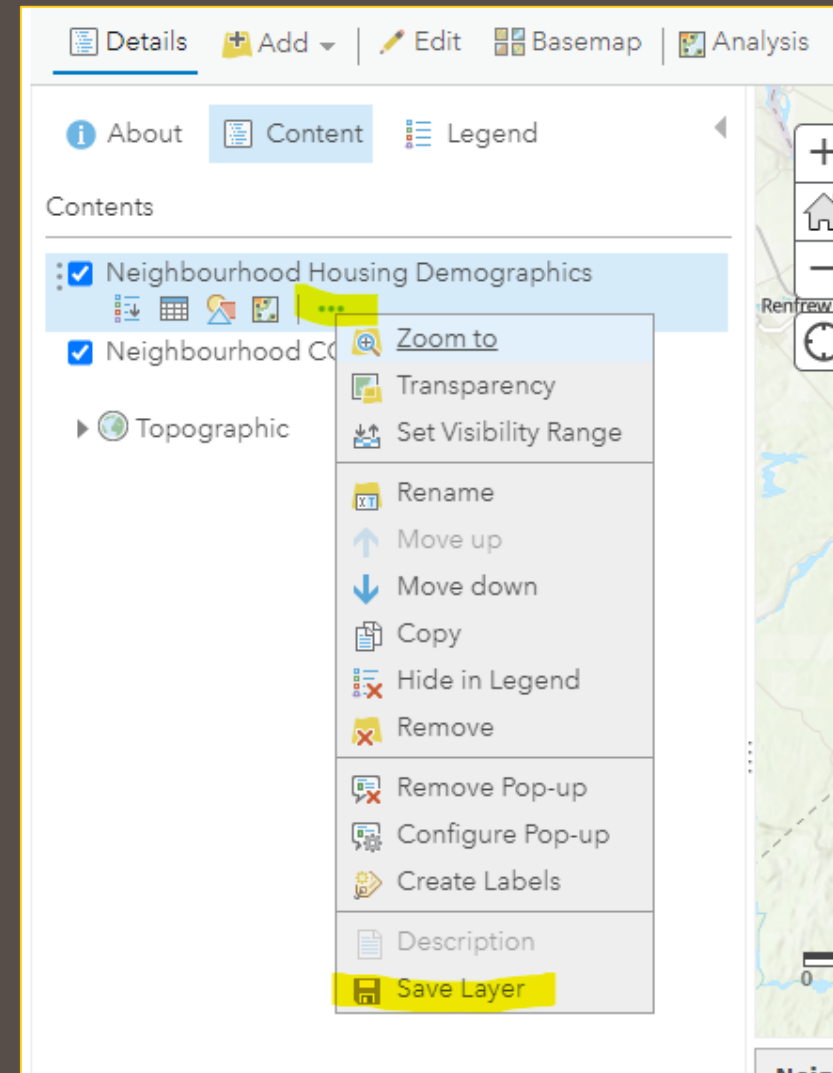 Details Add Edit Basemap Analysis
About Content Legend
Contents
Neighbourhood Housing Demographics
Neighbourhood
Topographic
Zoom to
Transparency
Set Visibility Range
Rename
Move up
Move down
Copy
Hide in Legend
Remove
Remove Pop-up
Configure Pop-up
Create Labels
Description
Save Layer
Renfrew
0